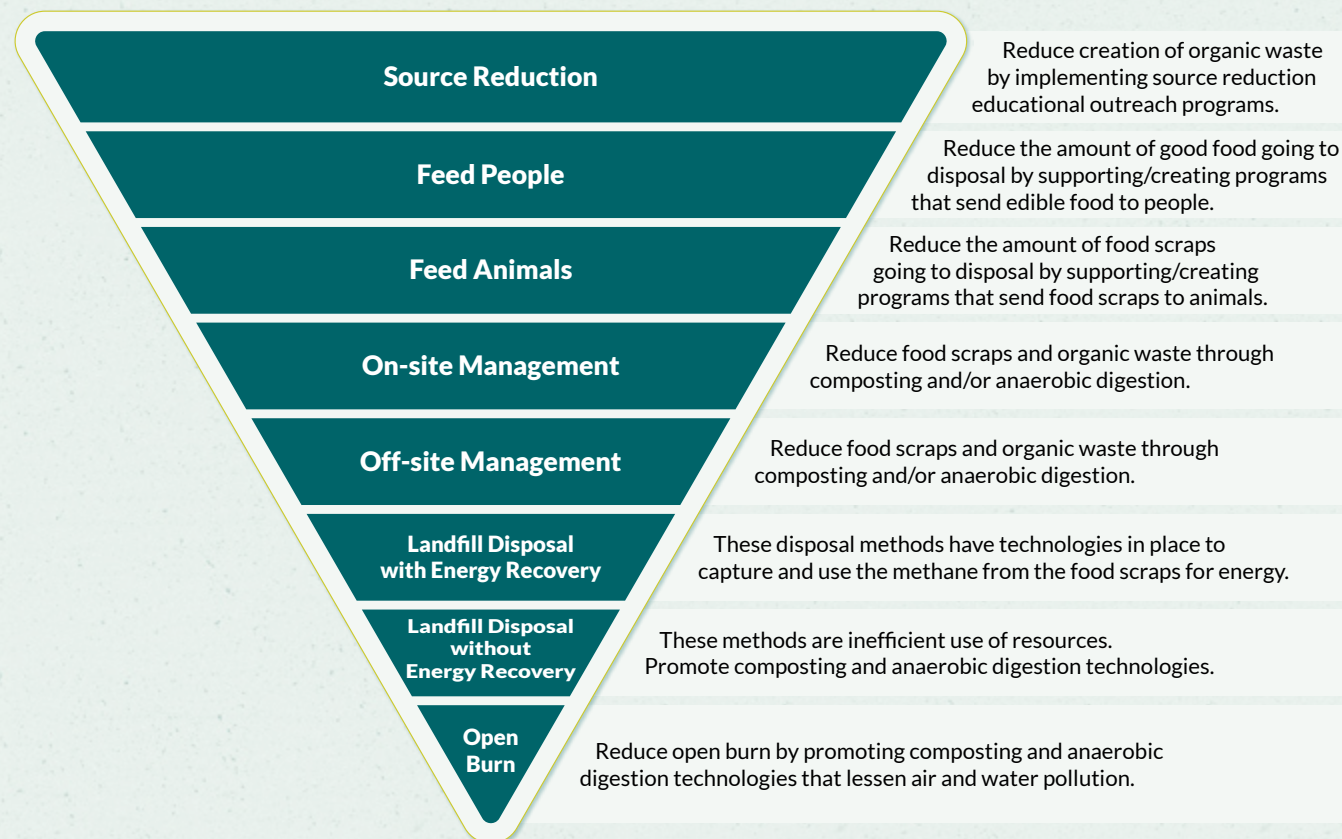 Source Reduction
Reduce creation of organic waste
by implementing source reduction
educational outreach programs.
Feed People
Reduce the amount of good food going to
disposal by supporting/creating programs
that send edible food to people.
Feed Animals
Reduce the amount of food scraps
going to disposal by supporting/creating
programs that send food scraps to animals.
On-site Management
Reduce food scraps and organic waste through
composting and/or anaerobic digestion.
Off-site Management
Reduce food scraps and organic waste through
composting and/or anaerobic digestion.
Landfill Disposal
with Energy Recovery
These disposal methods have technologies in place to
capture and use the methane from the food scraps for energy.
Landfill Disposal
without
Energy Recovery
These methods are inefficient use of resources.
Promote composting and anaerobic digestion technologies.
Open
Burn
Reduce open burn by promoting composting and anaerobic
digestion technologies that lessen air and water pollution.